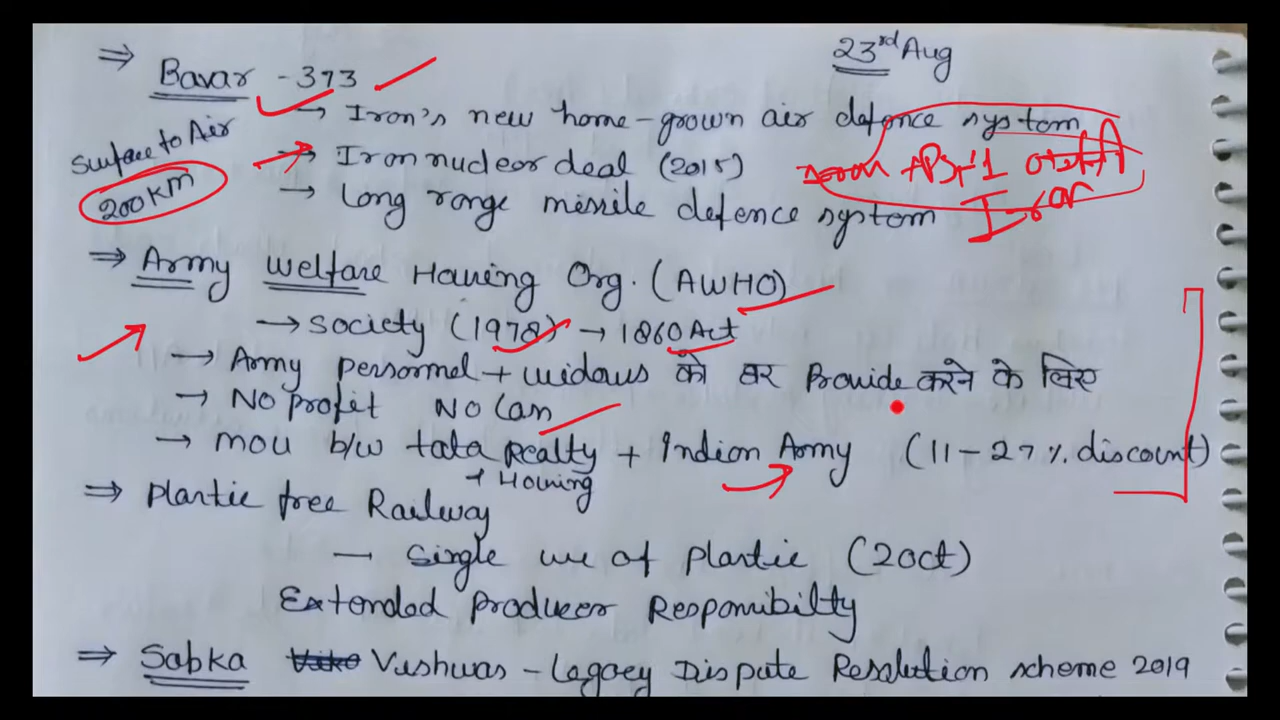 23rd Aug
⇒ Bavar - 373
→ Iron's new home-grown air defence system
Surface to Air
200 km
→ Iron nuclear deal (2015)
→ Long range missile defence system
Iran
⇒ Army Welfare Housing Org. (AWHO)
→ Society (1978) → 1860 Act
→ Army personnel + widows को घर Provide करने के लिए
→ No Profit No Loss
→ MOU b/w tata Realty + Indian Army (11-27% discount)
+ Housing
⇒ Plastic free Railway
— Single use of Plastic (2 Oct)
Extended Producer Responsibilty
⇒ Sabka Vishwas - Legacy Dispute Resolution scheme 2019